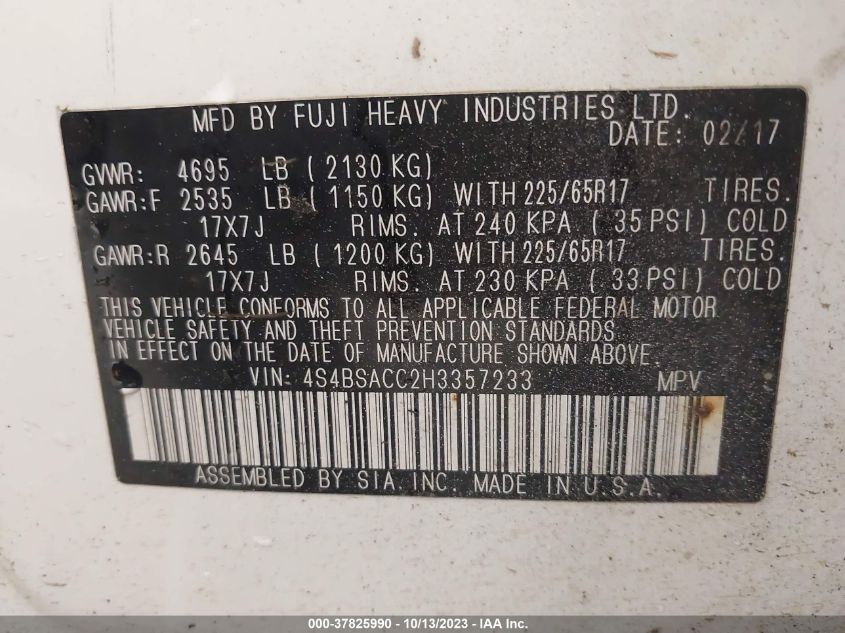 MFD BY FUJI HEAVY INDUSTRIES LTD.
DATE: 02/17
GVWR: 4695 LB ( 2130 KG)
GAWR:F 2535 LB ( 1150 KG) WITH 225/65R17 TIRES.
17X7J RIMS. AT 240 KPA ( 35 PSI) COLD
GAWR:R 2645 LB ( 1200 KG) WITH 225/65R17 TIRES.
17X7J RIMS. AT 230 KPA ( 33 PSI) COLD
THIS VEHICLE CONFORMS TO ALL APPLICABLE FEDERAL MOTOR
VEHICLE SAFETY AND THEFT PREVENTION STANDARDS
IN EFFECT ON THE DATE OF MANUFACTURE SHOWN ABOVE.
VIN: 4S4BSACC2H3357233 MPV
ASSEMBLED BY SIA, INC. MADE IN U.S.A.
000-37825990 - 10/13/2023 - IAAI.com